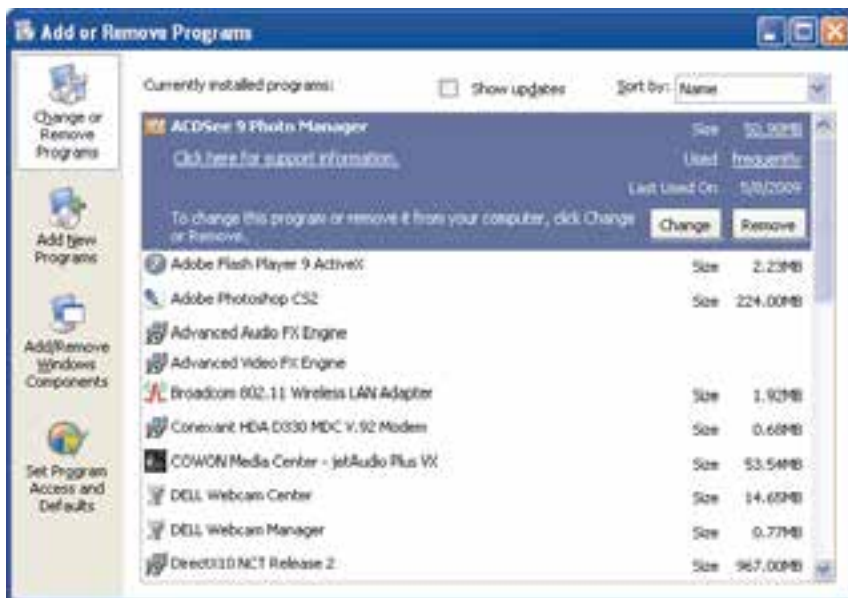 Add or Remove Programs
Change or
Remove
Programs
Add New
Programs
Add/Remove
Windows
Components
Set Program
Access and
Defaults
Currently installed programs:
Show updates
Sort by: Name
ACDSee 9 Photo Manager Size 50.90MB
Click here for support information. Used frequently
Last Used On 5/8/2009
To change this program or remove it from your computer, click Change
or Remove.
Change Remove
Adobe Flash Player 9 ActiveX Size 2.23MB
Adobe Photoshop CS2 Size 224.00MB
Advanced Audio FX Engine
Advanced Video FX Engine
Broadcom 802.11 Wireless LAN Adapter Size 1.92MB
Conexant HDA D330 MDC V.92 Modem Size 0.68MB
COWON Media Center - jetAudio Plus VX Size 53.54MB
DELL Webcam Center Size 14.65MB
DELL Webcam Manager Size 0.77MB
DirectX10 NCT Release 2 Size 967.00MB